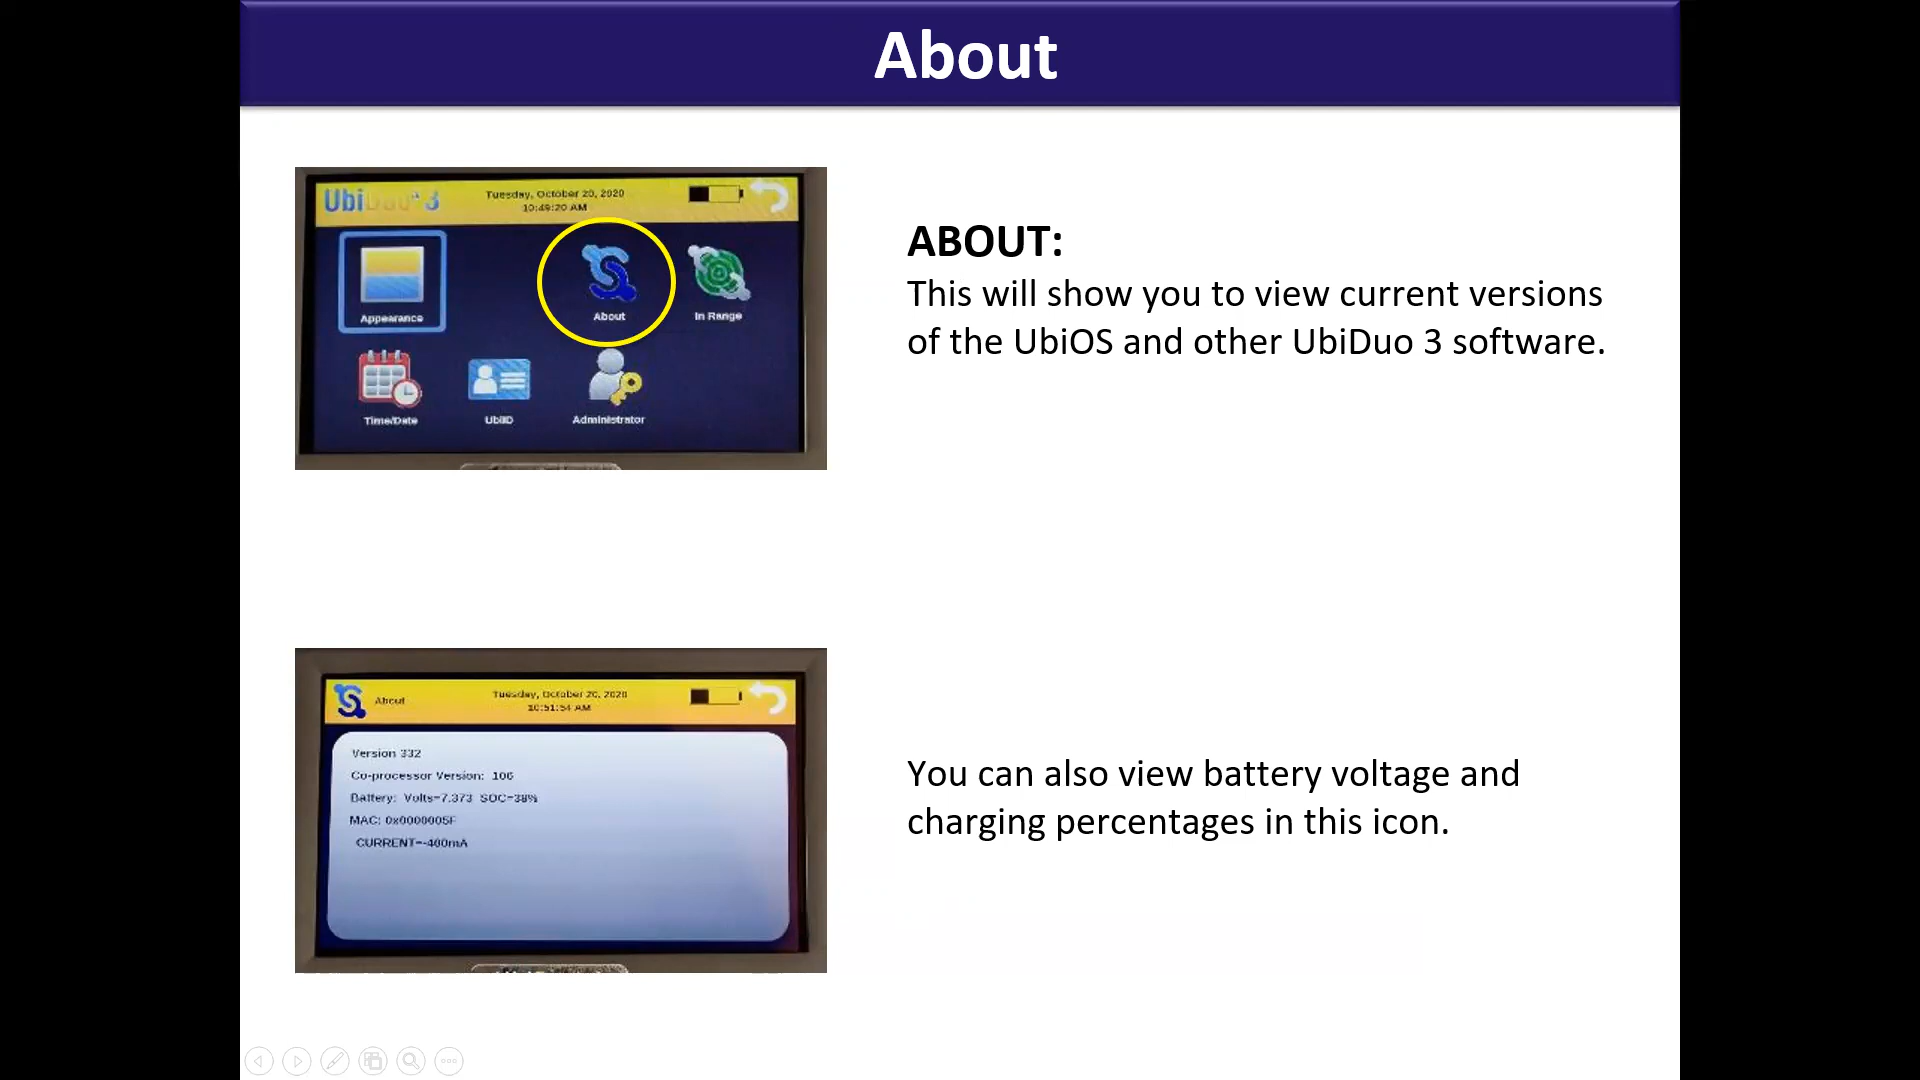 About
UbiDuo 3
Tuesday, October 20, 2020
10:49:20 AM
Appearance
About
In Range
Time/Date
UbiID
Administrator
ABOUT:
This will show you to view current versions
of the UbiOS and other UbiDuo 3 software.
About
Tuesday, October 20, 2020
10:51:54 AM
Version 332
Co-processor Version: 106
Battery: Volts=7.373 SOC=38%
MAC: 0x0000005F
CURRENT=-400mA
You can also view battery voltage and
charging percentages in this icon.